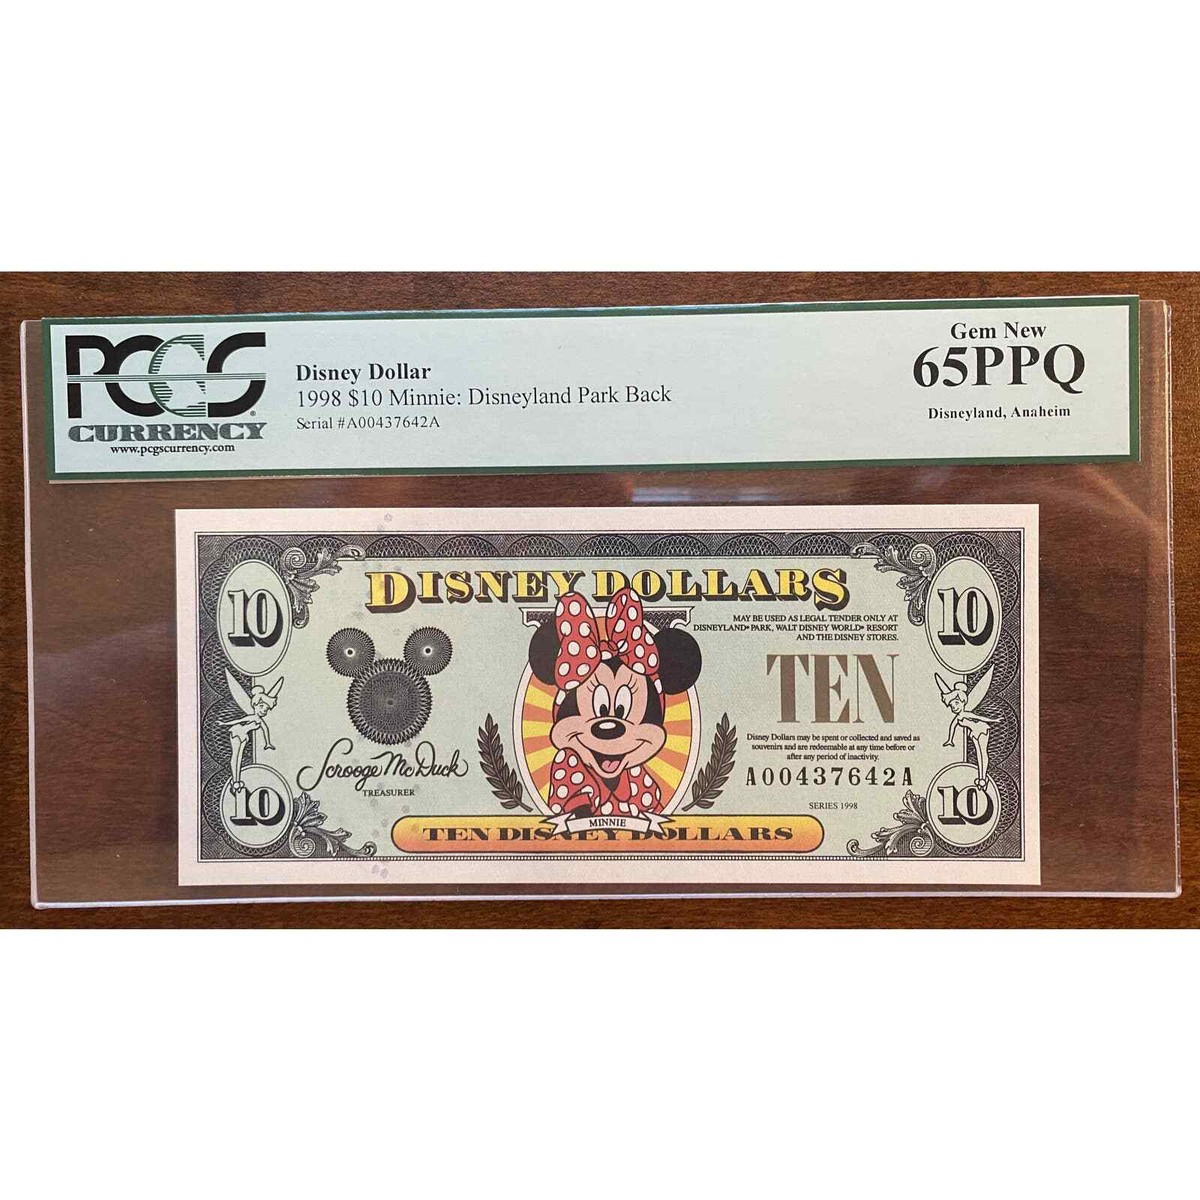 PCGS®
CURRENCY
www.pcgscurrency.com
Disney Dollar
1998 $10 Minnie: Disneyland Park Back
Serial #A00437642A
Gem New
65PPQ
Disneyland, Anaheim
10
10
DISNEY DOLLARS
MAY BE USED AS LEGAL TENDER ONLY AT
DISNEYLAND® PARK, WALT DISNEY WORLD® RESORT
AND THE DISNEY STORES.
TEN
Disney Dollars may be spent or collected and saved as
souvenirs and are redeemable at any time before or
after any period of inactivity.
A00437642A
SERIES 1998
Scrooge McDuck
TREASURER
MINNIE
TEN DISNEY DOLLARS
10
10